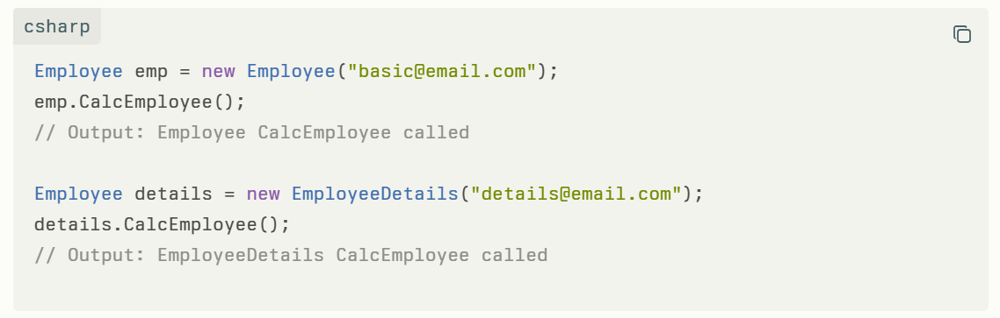 csharp
Employee emp = new Employee("basic@email.com");
emp.CalcEmployee();
// Output: Employee CalcEmployee called
Employee details = new EmployeeDetails("details@email.com");
details.CalcEmployee();
// Output: EmployeeDetails CalcEmployee called